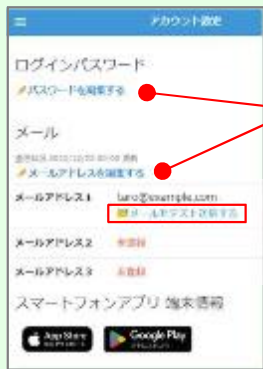 アカウント設定
ログインパスワード
パスワードを編集する
メール
メールアドレスを編集する
メールアドレス1 taro@example.com
メールテスト送信する
メールアドレス2 未登録
メールアドレス3 未登録
スマートフォンアプリ 端末情報
App Store
Google Play